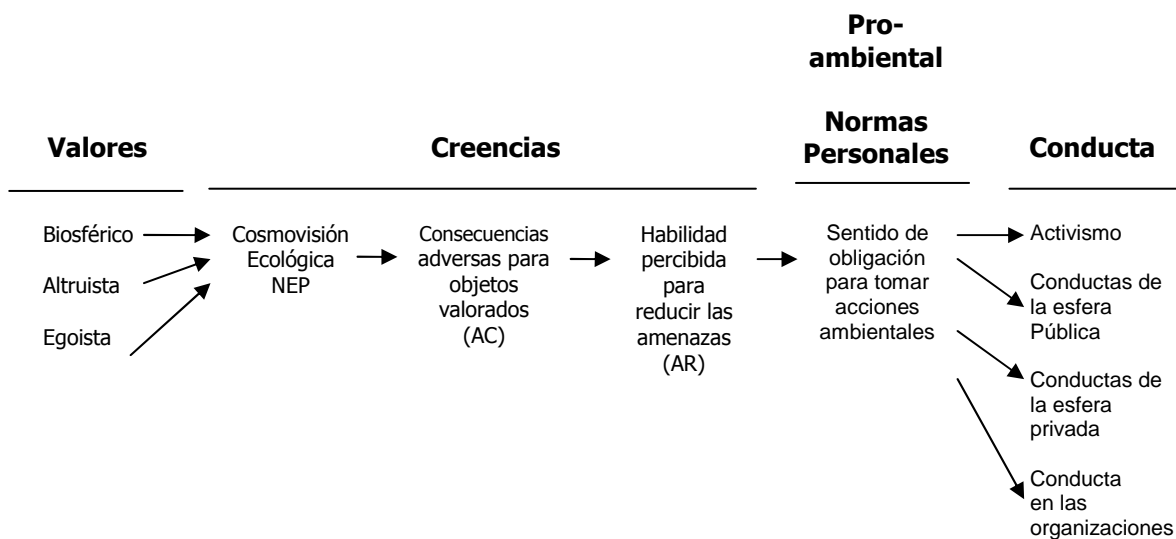 Pro-
ambiental
Normas
Personales
Valores
Creencias
Conducta
Biosférico
Altruista
Egoista
Cosmovisión
Ecológica
NEP
Consecuencias
adversas para
objetos
valorados
(AC)
Habilidad
percibida
para
reducir las
amenazas
(AR)
Sentido de
obligación
para tomar
acciones
ambientales
Activismo
Conductas de
la esfera
Pública
Conductas de
la esfera
privada
Conducta
en las
organizaciones